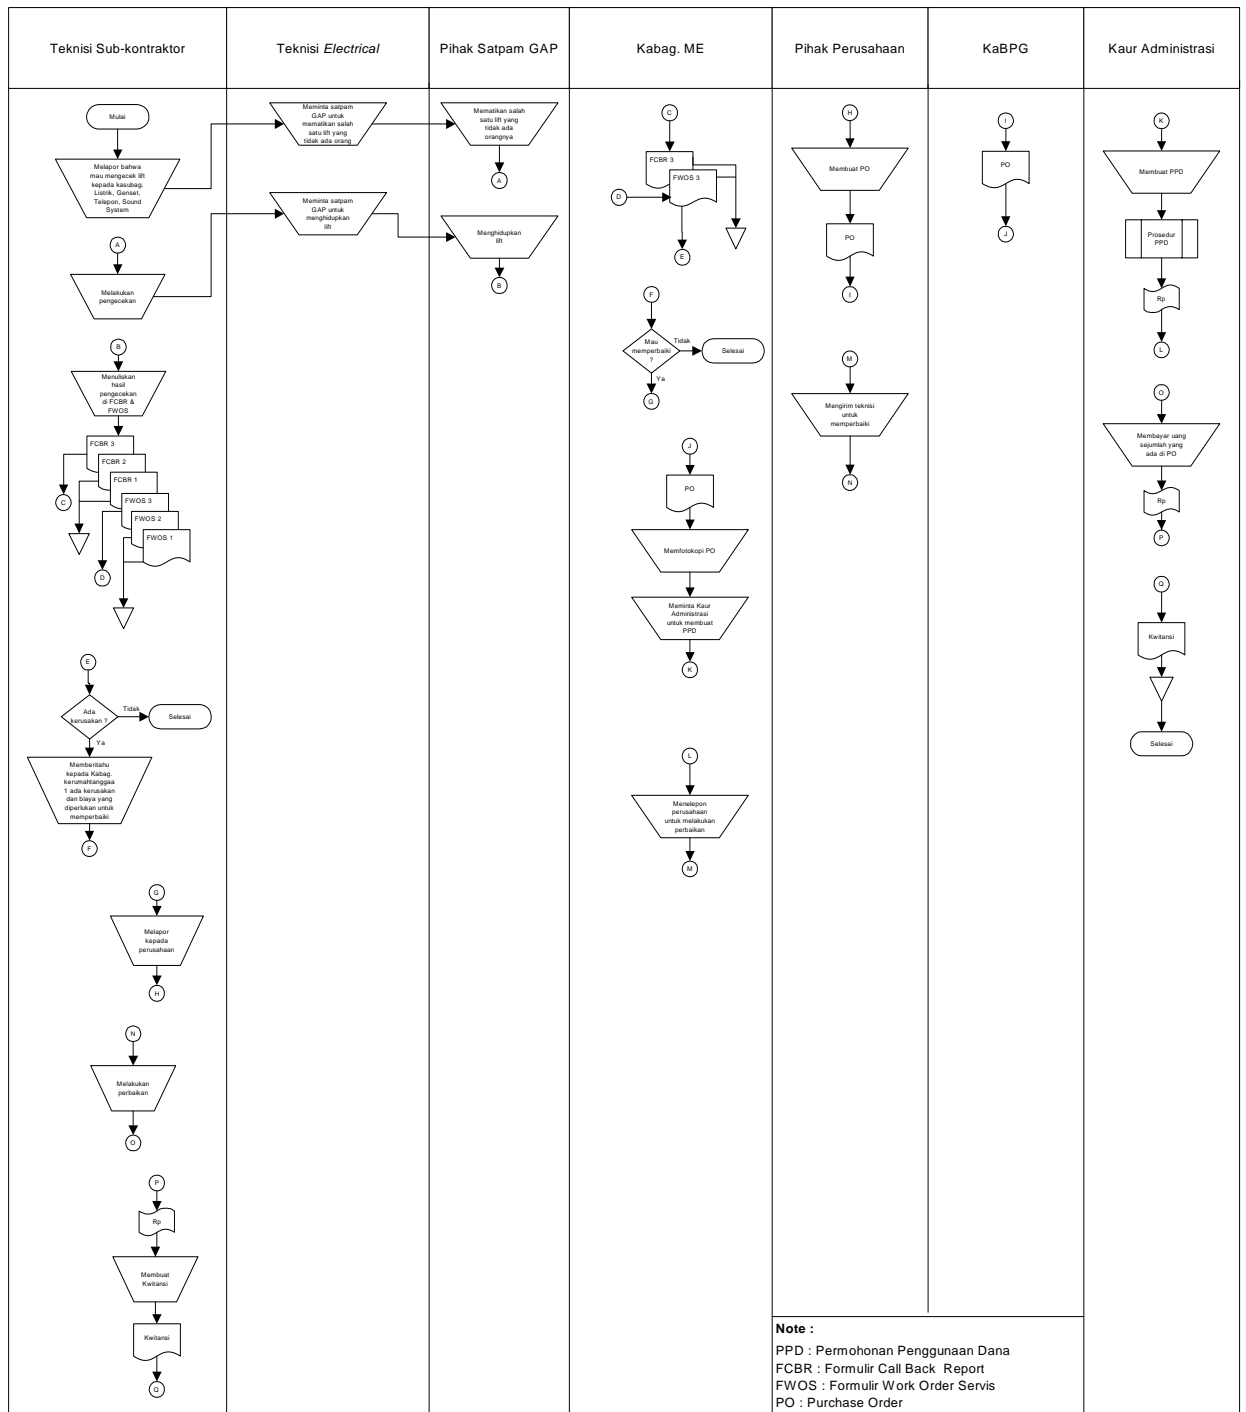 Teknisi Sub-kontraktor
Teknisi Electrical
Pihak Satpam GAP
Kabag. ME
Pihak Perusahaan
KaBPG
Kaur Administrasi
Mulai
Melapor bahwa
mau mengecek lift
kepada kasubag.
Listrik, Genset,
Telepon, Sound
System
A
Melakukan
pengecekan
B
Menuliskan
hasil
pengecekan
di FCBR &
FWOS
FCBR 3
FCBR 2
FCBR 1
FWOS 3
FWOS 2
FWOS 1
C
D
E
Ada
kerusakan ?
Tidak
Selesai
Ya
Memberitahu
kepada Kabag.
kerumahtanggaa
1 ada kerusakan
dan biaya yang
diperlukan untuk
memperbaiki
F
G
Melapor
kepada
perusahaan
H
N
Melakukan
perbaikan
O
P
Rp
Membuat
Kwitansi
Kwitansi
Q
Meminta satpam
GAP untuk
mematikan salah
satu lift yang
tidak ada orang
Meminta satpam
GAP untuk
menghidupkan
lift
Mematikan salah
satu lift yang
tidak ada
orangnya
A
Menghidupkan
lift
B
C
FCBR 3
FWOS 3
D
E
F
Mau
memperbaiki
?
Tidak
Selesai
Ya
G
J
PO
Memfotokopi PO
Meminta Kaur
Administrasi
untuk membuat
PPD
K
L
Menelepon
perusahaan
untuk melakukan
perbaikan
M
H
Membuat PO
PO
I
M
Mengirim teknisi
untuk
memperbaiki
N
I
PO
J
K
Membuat PPD
Prosedur
PPD
Rp
L
O
Membayar uang
sejumlah yang
ada di PO
Rp
P
Q
Kwitansi
Selesai
Note :
PPD : Permohonan Penggunaan Dana
FCBR : Formulir Call Back Report
FWOS : Formulir Work Order Servis
PO : Purchase Order